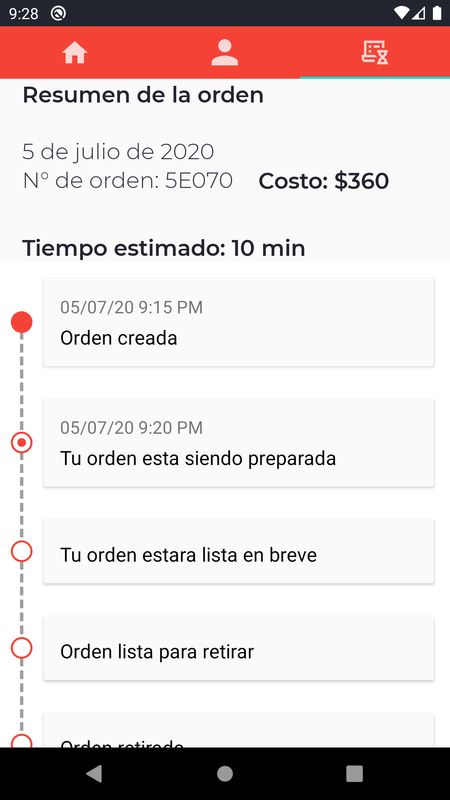 9:28
Resumen de la orden
5 de julio de 2020
N° de orden: 5E070 Costo: $360
Tiempo estimado: 10 min
05/07/20 9:15 PM
Orden creada
05/07/20 9:20 PM
Tu orden esta siendo preparada
Tu orden estara lista en breve
Orden lista para retirar
Orden retirada